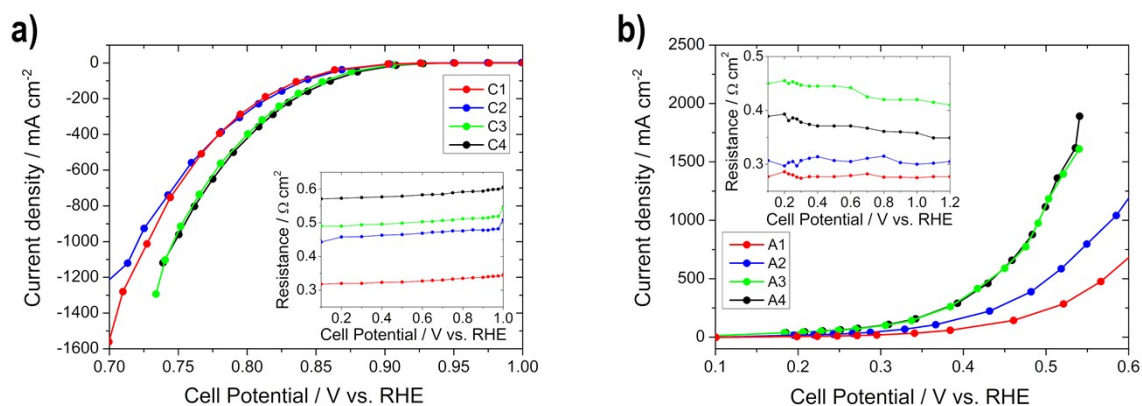 a)
Current density / mA cm⁻²
0
-200
-400
-600
-800
-1000
-1200
-1400
-1600
0.70
0.75
0.80
0.85
0.90
0.95
1.00
Cell Potential / V vs. RHE
C1
C2
C3
C4
Resistance / Ω cm²
0.6
0.5
0.4
0.3
0.2
0.4
0.6
0.8
1.0
Cell Potential / V vs. RHE
b)
Current density / mA cm⁻²
2500
2000
1500
1000
500
0
0.1
0.2
0.3
0.4
0.5
0.6
Cell Potential / V vs. RHE
Resistance / Ω cm²
0.5
0.4
0.3
0.2
0.2
0.4
0.6
0.8
1.0
1.2
Cell Potential / V vs. RHE
A1
A2
A3
A4